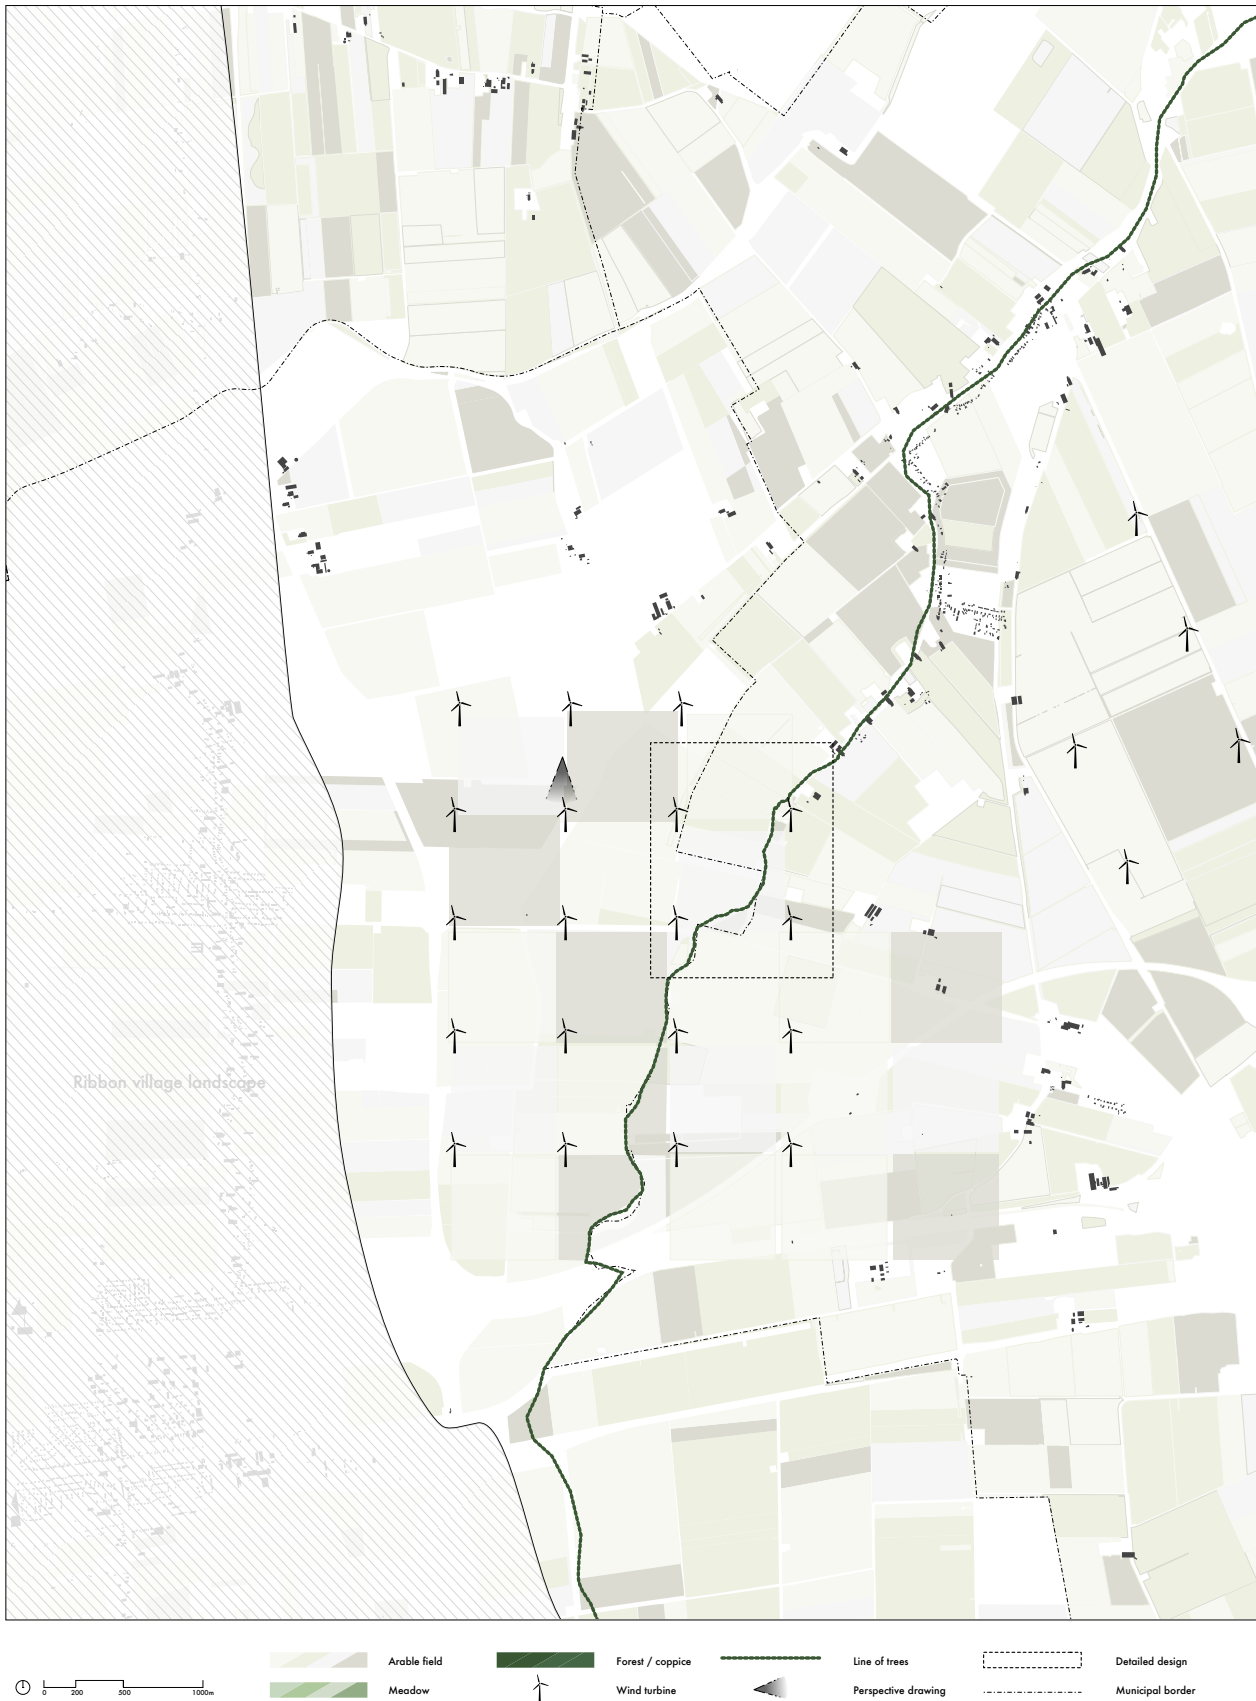 Ribbon village landscape
Arable field
Forest / coppice
Line of trees
Detailed design
0 200 500 1000m
Meadow
Wind turbine
Perspective drawing
Municipal border